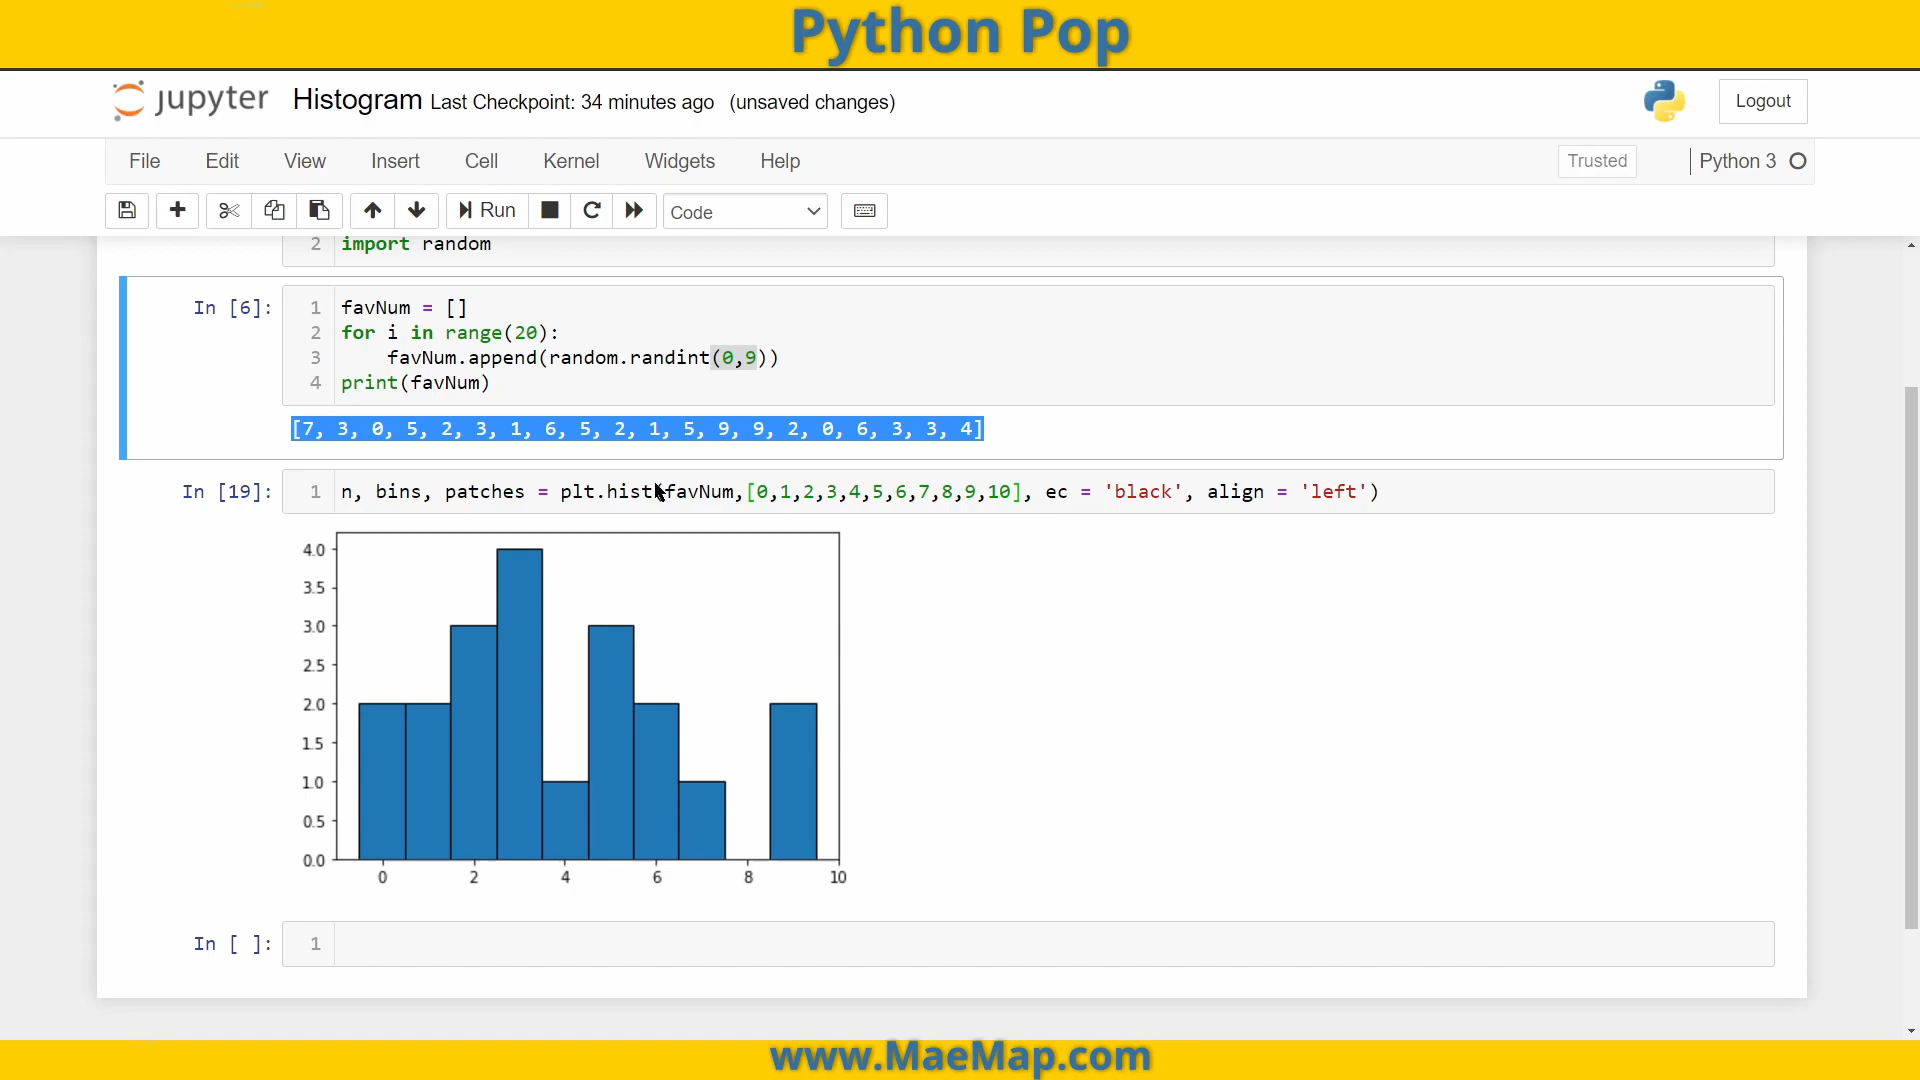 Python Pop
jupyter Histogram Last Checkpoint: 34 minutes ago (unsaved changes)
Logout
File Edit View Insert Cell Kernel Widgets Help
Trusted Python 3
Run Code
2 import random
In [6]:
1 favNum = []
2 for i in range(20):
3 favNum.append(random.randint(0,9))
4 print(favNum)
[7, 3, 0, 5, 2, 3, 1, 6, 5, 2, 1, 5, 9, 9, 2, 0, 6, 3, 3, 4]
In [19]: 1 n, bins, patches = plt.hist(favNum,[0,1,2,3,4,5,6,7,8,9,10], ec = 'black', align = 'left')
4.0
3.5
3.0
2.5
2.0
1.5
1.0
0.5
0.0
0 2 4 6 8 10
In [ ]: 1
www.MaeMap.com